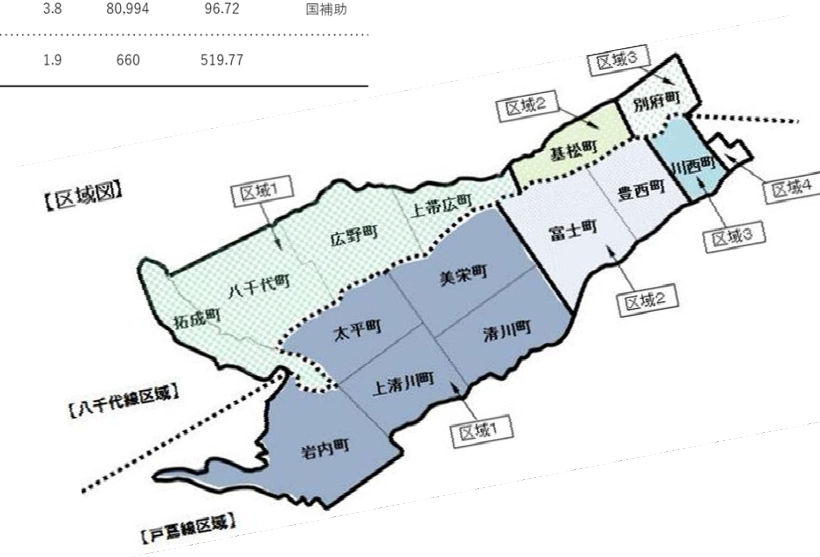 3.8 80,994 96.72 国補助
1.9 660 519.77
【区域図】
区域3
別府町
区域2
基松町
川西町
区域4
区域1
上帯広町
豊西町
広野町
富士町
区域3
八千代町
美栄町
区域2
拓成町
太平町
清川町
上清川町
【八千代線区域】
区域1
岩内町
【戸蔦線区域】